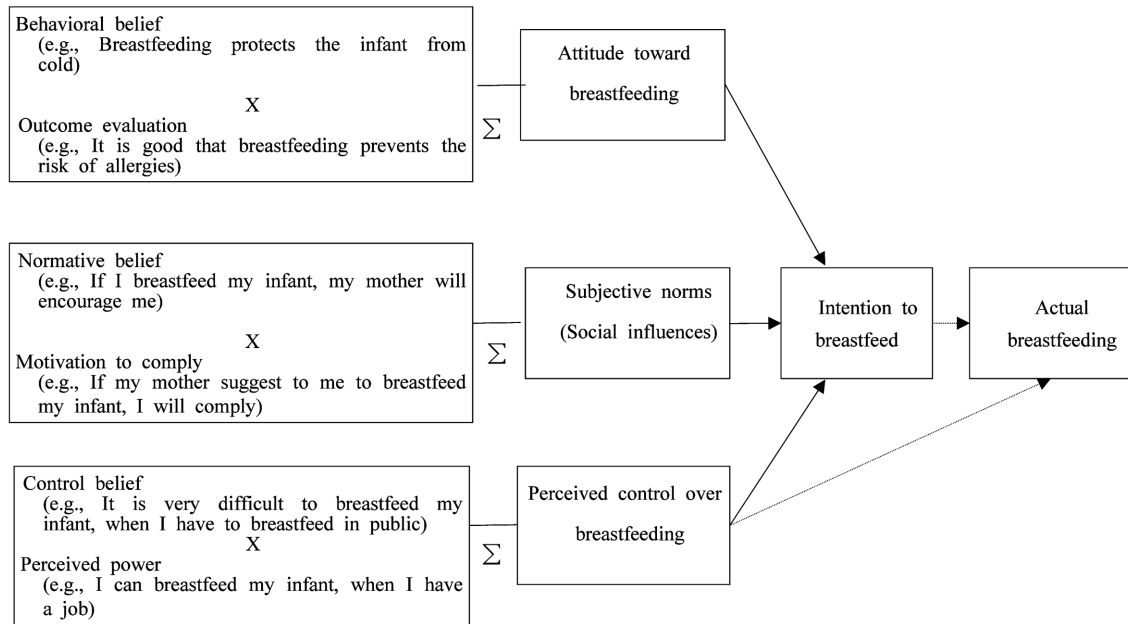 Behavioral belief
(e.g., Breastfeeding protects the infant from
cold)
X
Outcome evaluation
(e.g., It is good that breastfeeding prevents the
risk of allergies)
∑
Attitude toward
breastfeeding
Normative belief
(e.g., If I breastfeed my infant, my mother will
encourage me)
X
Motivation to comply
(e.g., If my mother suggest to me to breastfeed
my infant, I will comply)
∑
Subjective norms
(Social influences)
Intention to
breastfeed
Actual
breastfeeding
Control belief
(e.g., It is very difficult to breastfeed my
infant, when I have to breastfeed in public)
X
Perceived power
(e.g., I can breastfeed my infant, when I have
a job)
∑
Perceived control over
breastfeeding